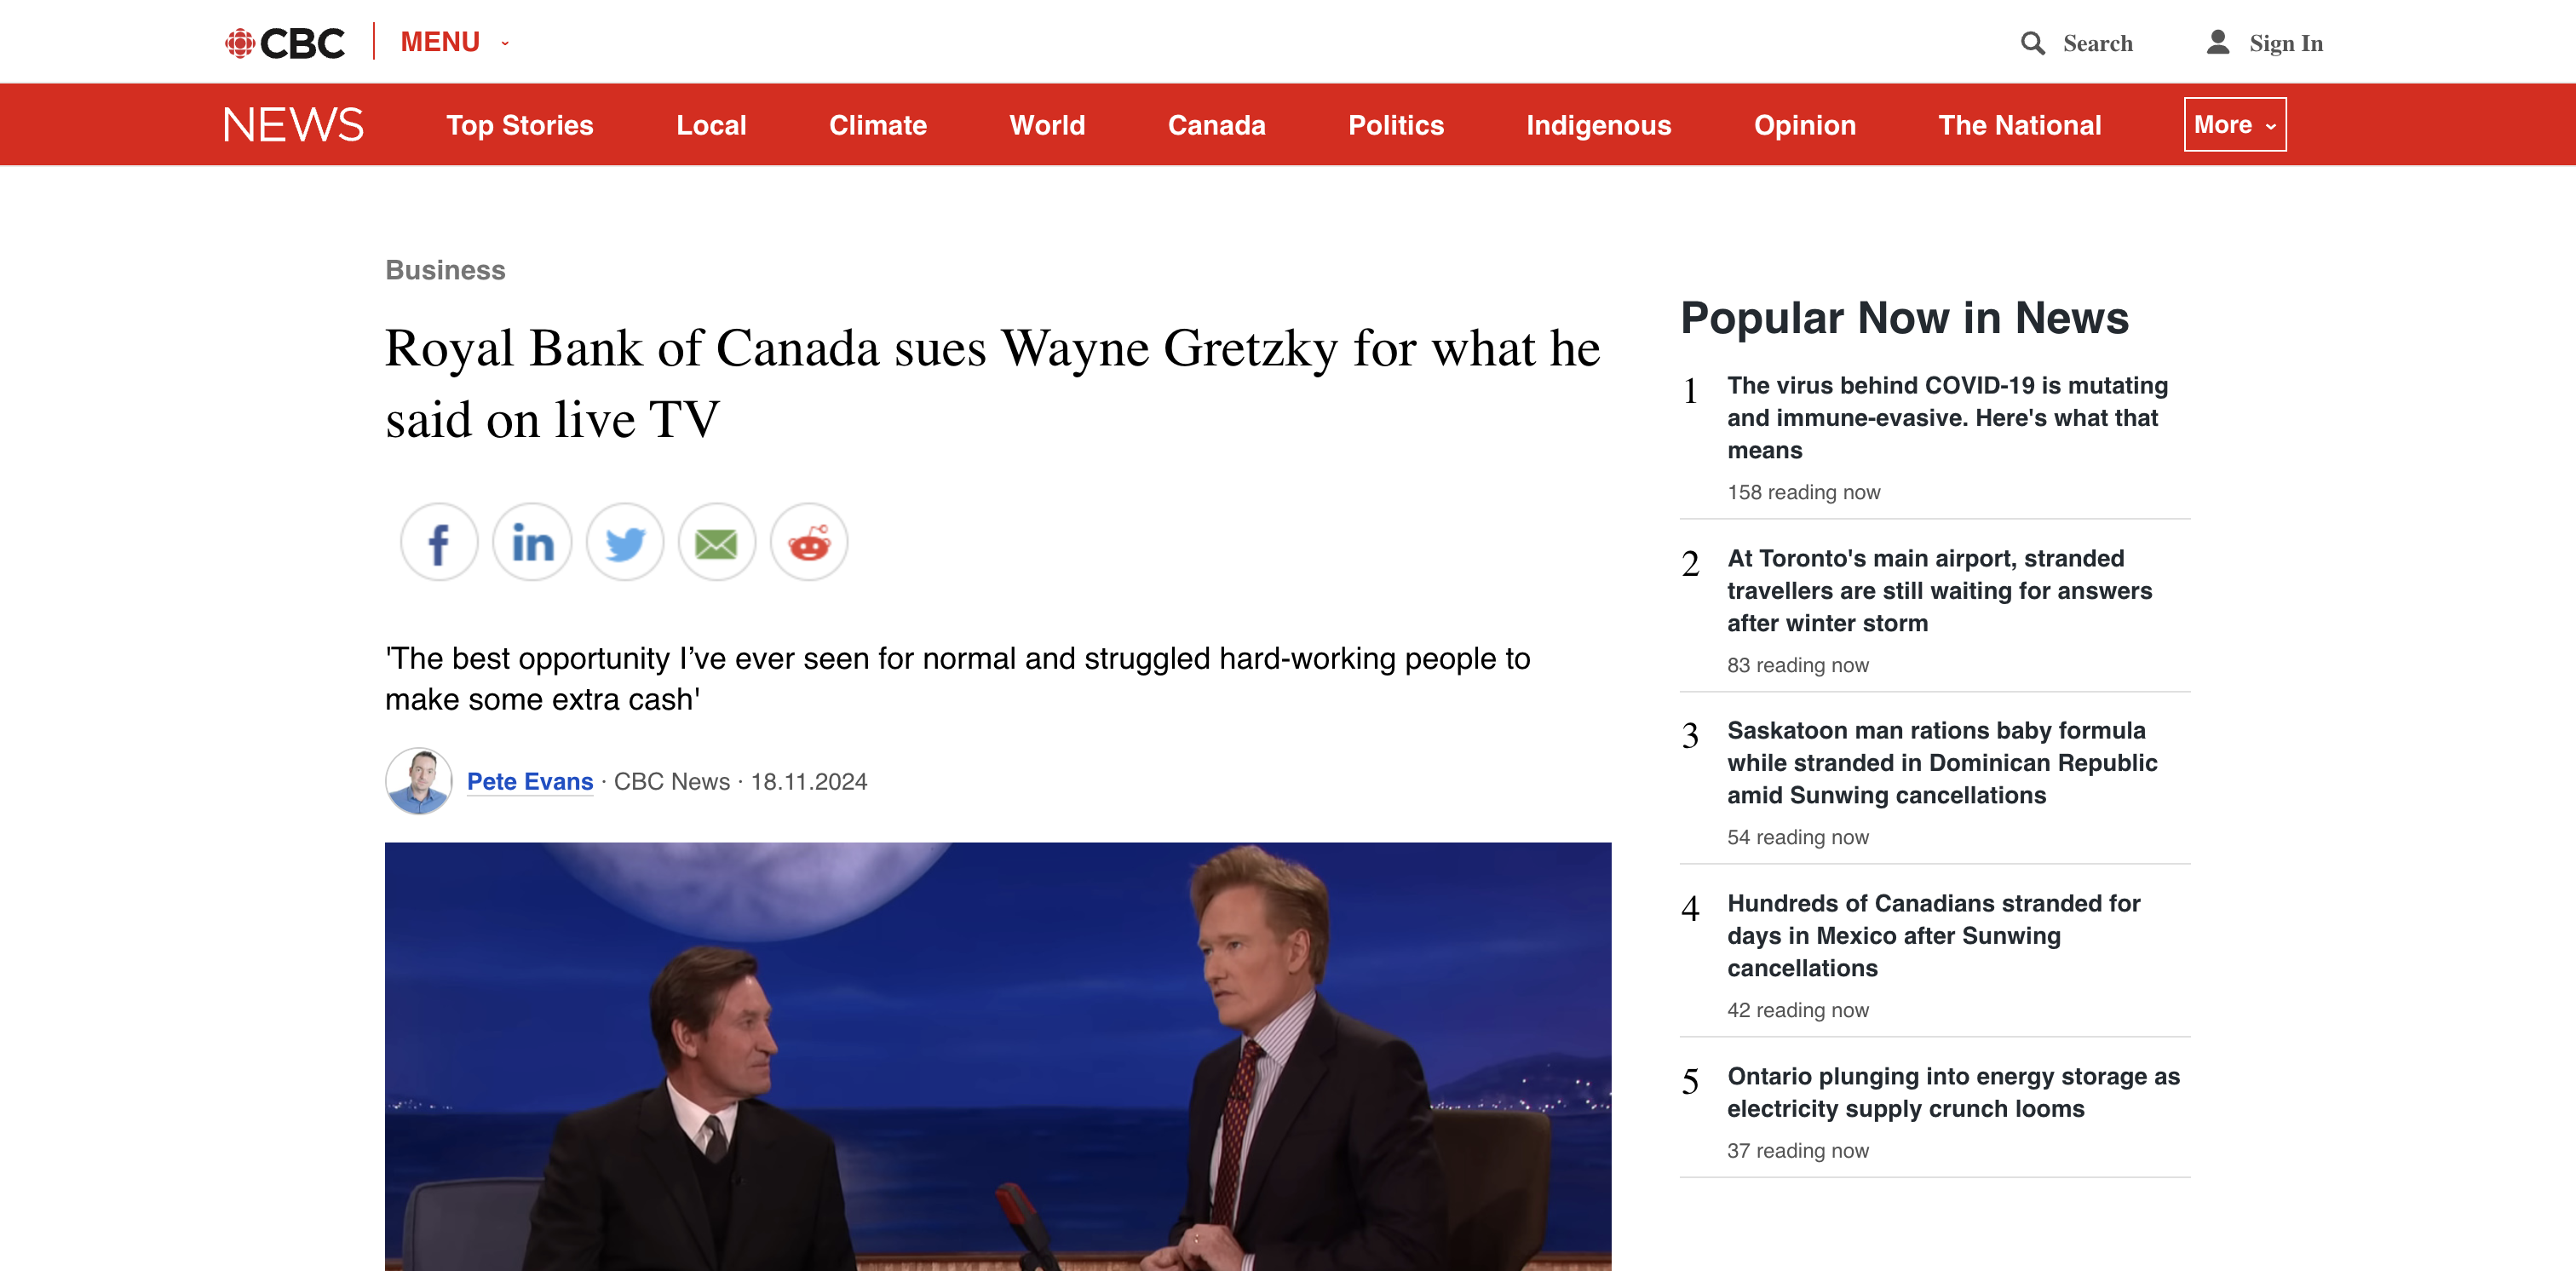 CBC
MENU
Search
Sign In
NEWS
Top Stories
Local
Climate
World
Canada
Politics
Indigenous
Opinion
The National
More
Business
Royal Bank of Canada sues Wayne Gretzky for what he
said on live TV
'The best opportunity I’ve ever seen for normal and struggled hard-working people to
make some extra cash'
Pete Evans · CBC News · 18.11.2024
Popular Now in News
1
The virus behind COVID-19 is mutating
and immune-evasive. Here's what that
means
158 reading now
2
At Toronto's main airport, stranded
travellers are still waiting for answers
after winter storm
83 reading now
3
Saskatoon man rations baby formula
while stranded in Dominican Republic
amid Sunwing cancellations
54 reading now
4
Hundreds of Canadians stranded for
days in Mexico after Sunwing
cancellations
42 reading now
5
Ontario plunging into energy storage as
electricity supply crunch looms
37 reading now